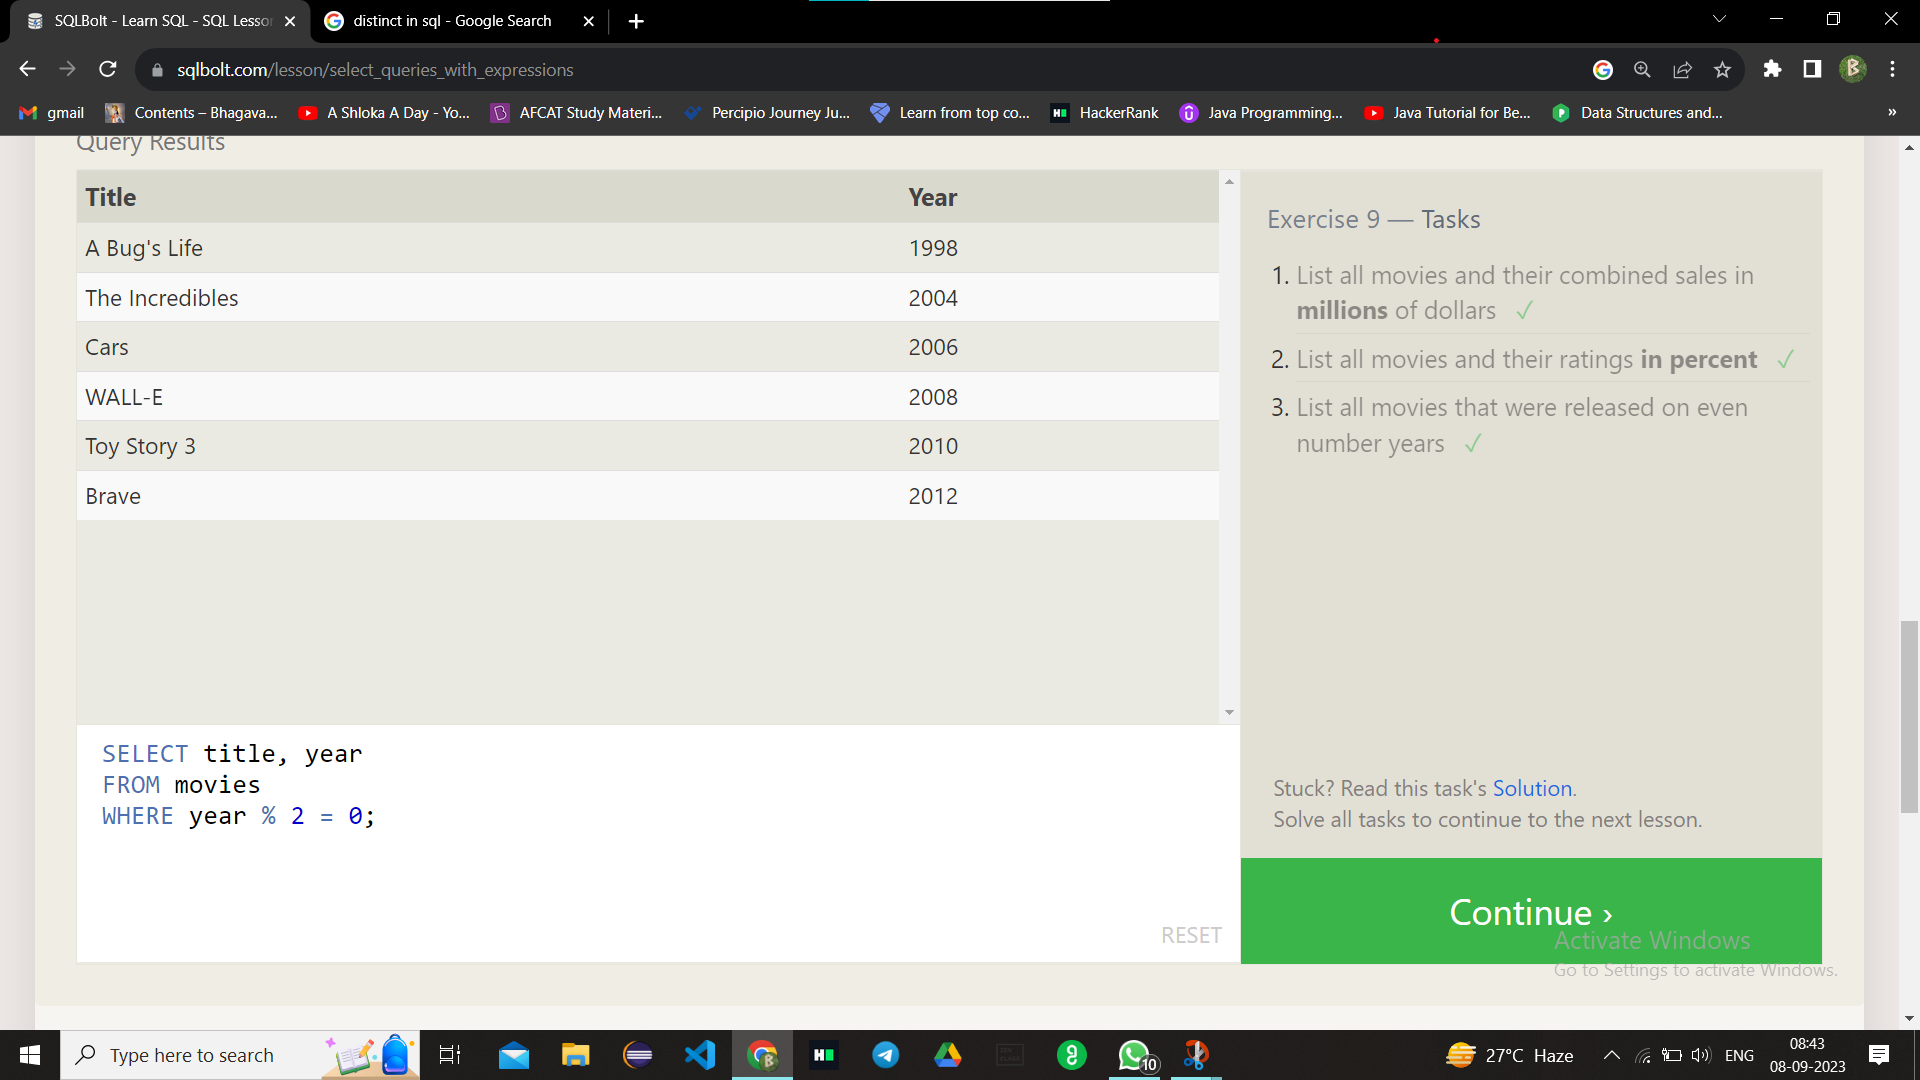 SQLBolt - Learn SQL - SQL Lesson
distinct in sql - Google Search
sqlbolt.com/lesson/select_queries_with_expressions
gmail
Contents – Bhagava...
A Shloka A Day - Yo...
AFCAT Study Materi...
Percipio Journey Ju...
Learn from top co...
HackerRank
Java Programming...
Java Tutorial for Be...
Data Structures and...
»
Query Results
Title Year
A Bug's Life 1998
The Incredibles 2004
Cars 2006
WALL-E 2008
Toy Story 3 2010
Brave 2012
SELECT title, year
FROM movies
WHERE year % 2 = 0;
RESET
Exercise 9 — Tasks
1. List all movies and their combined sales in
millions of dollars ✓
2. List all movies and their ratings in percent ✓
3. List all movies that were released on even
number years ✓
Stuck? Read this task's Solution.
Solve all tasks to continue to the next lesson.
Continue ›
Activate Windows
Go to Settings to activate Windows.
Type here to search
10
27°C Haze
ENG
08:43
08-09-2023